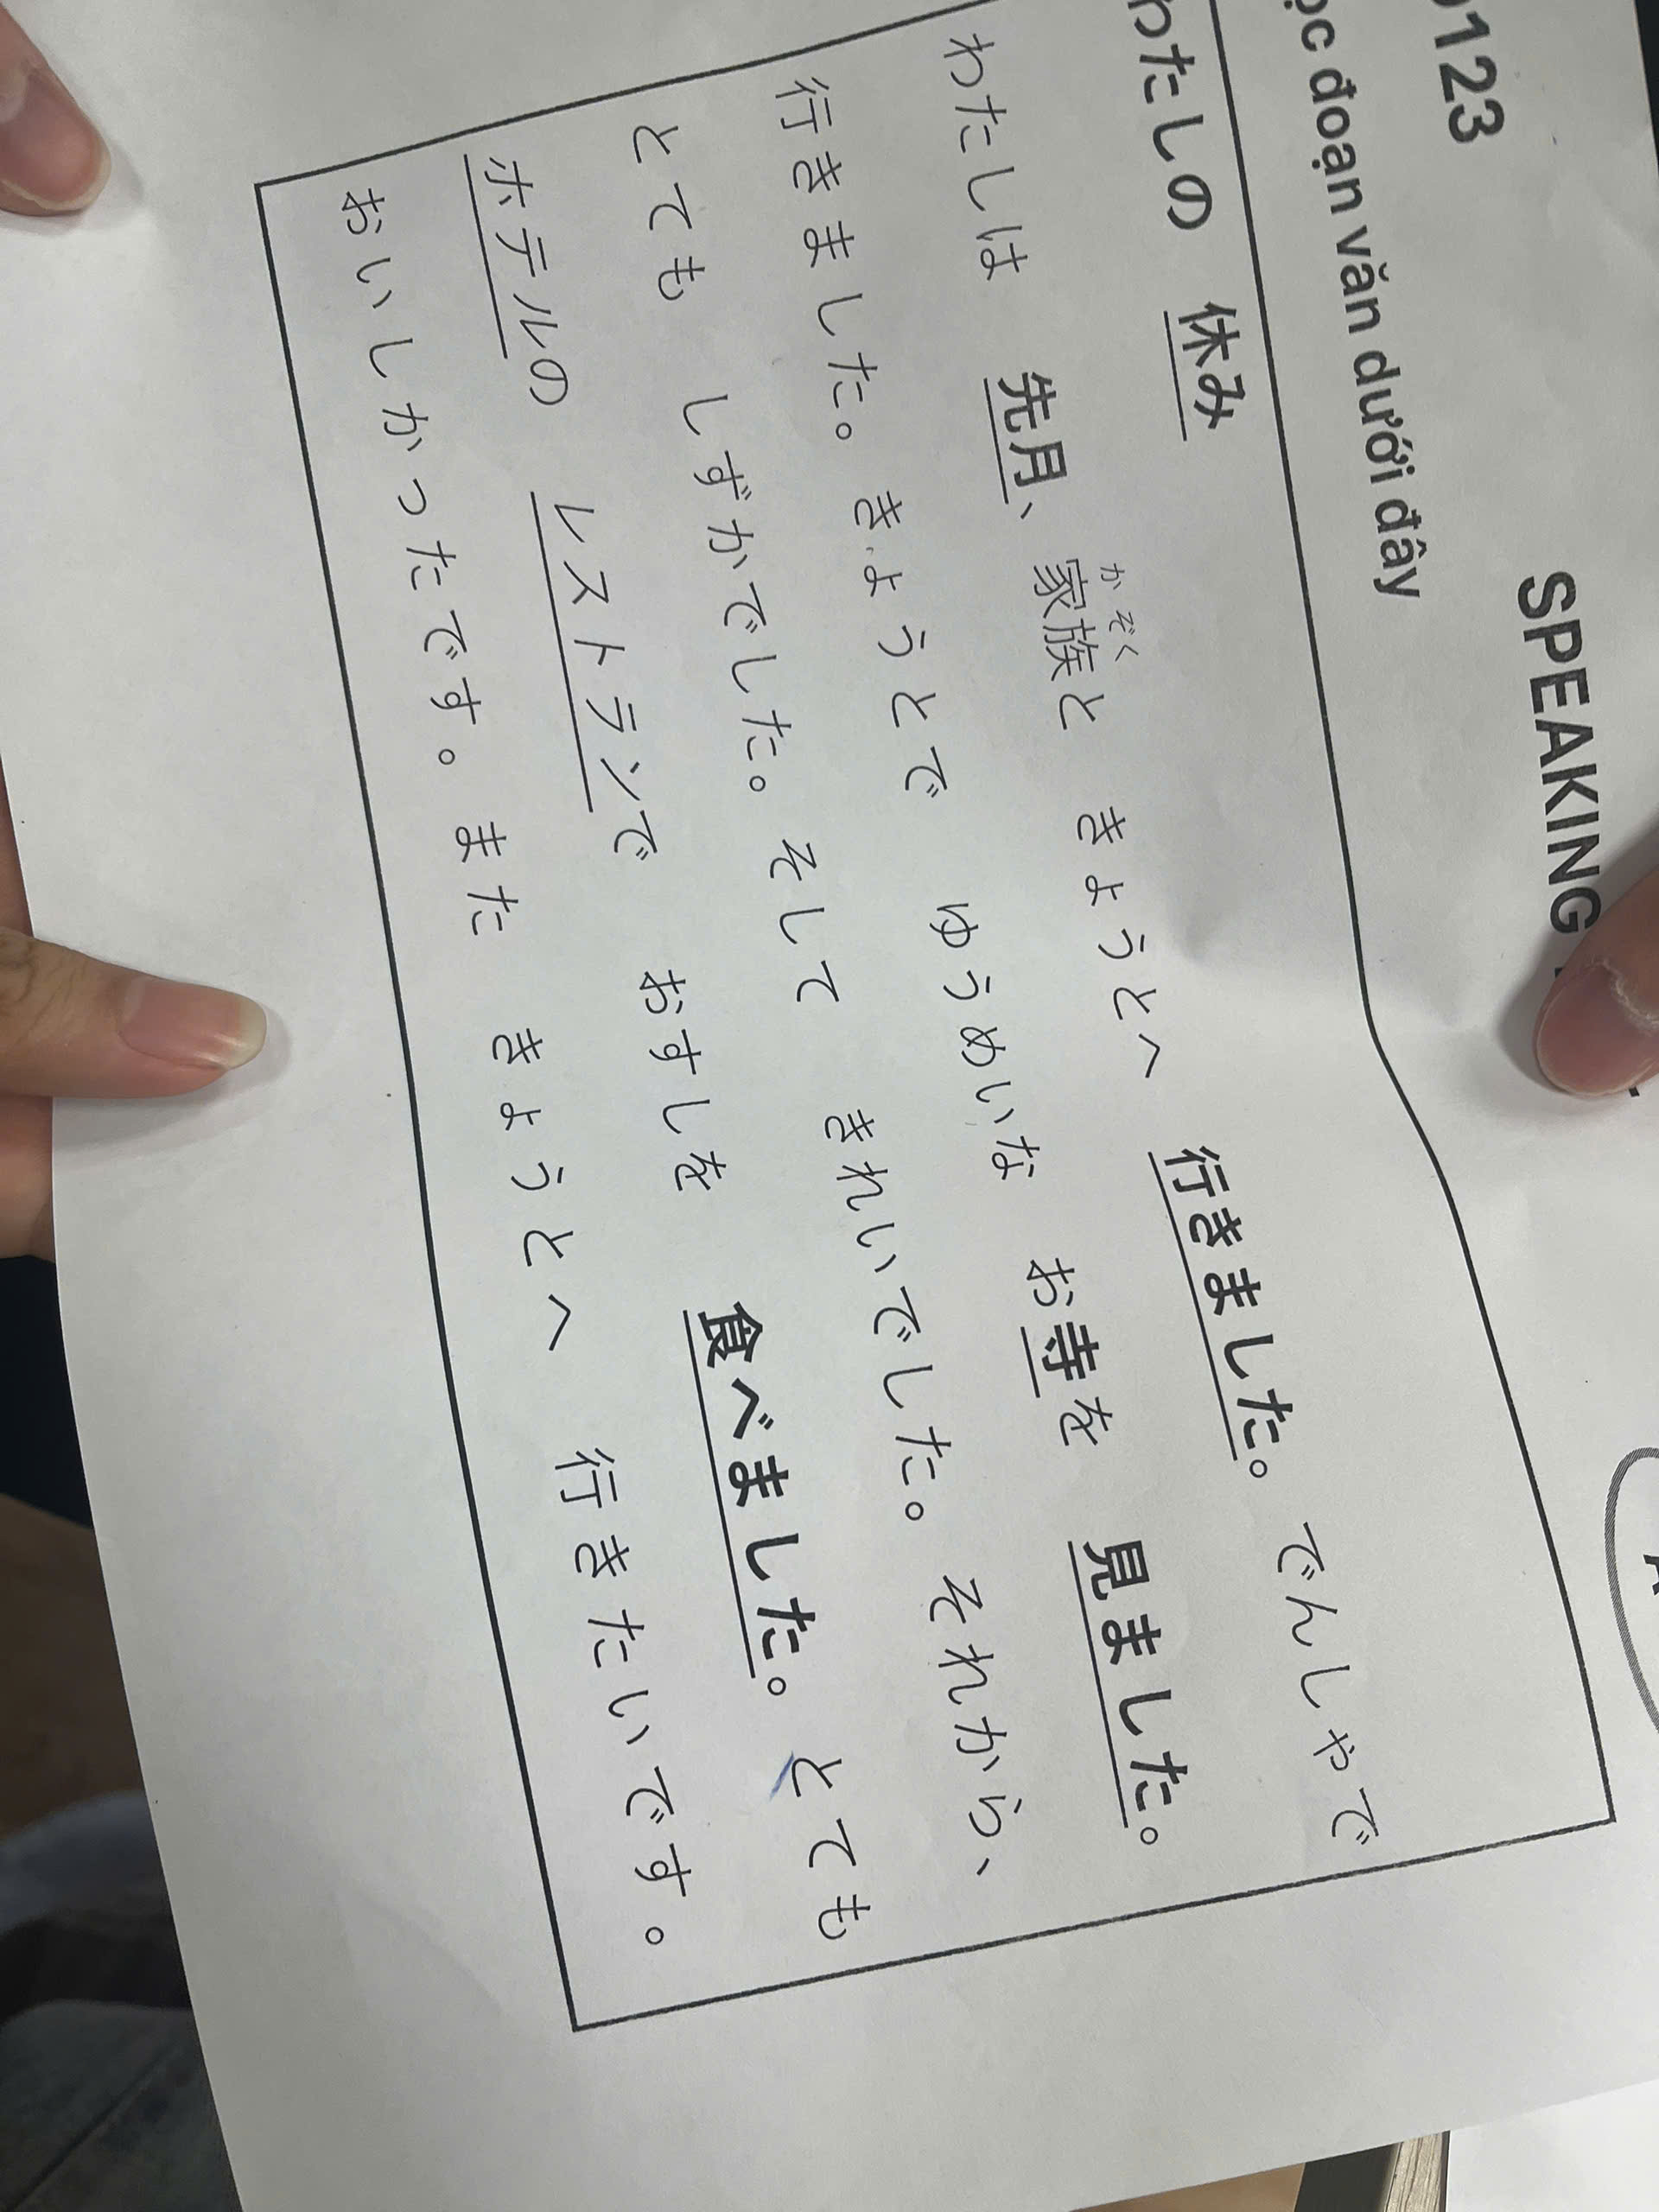 SPEAKING
123
đoạn văn dưới đây
わたしの 休み
わたしは 先月、家族と きょうとへ 行きました。でんしゃで
か ぞく
行きました。きょうとで ゆうめいな お寺を 見ました。
とても しずかでした。そして きれいでした。それから、
ホテルの レストランで おすしを 食べました。とても
おいしかったです。また きょうとへ 行きたいです。